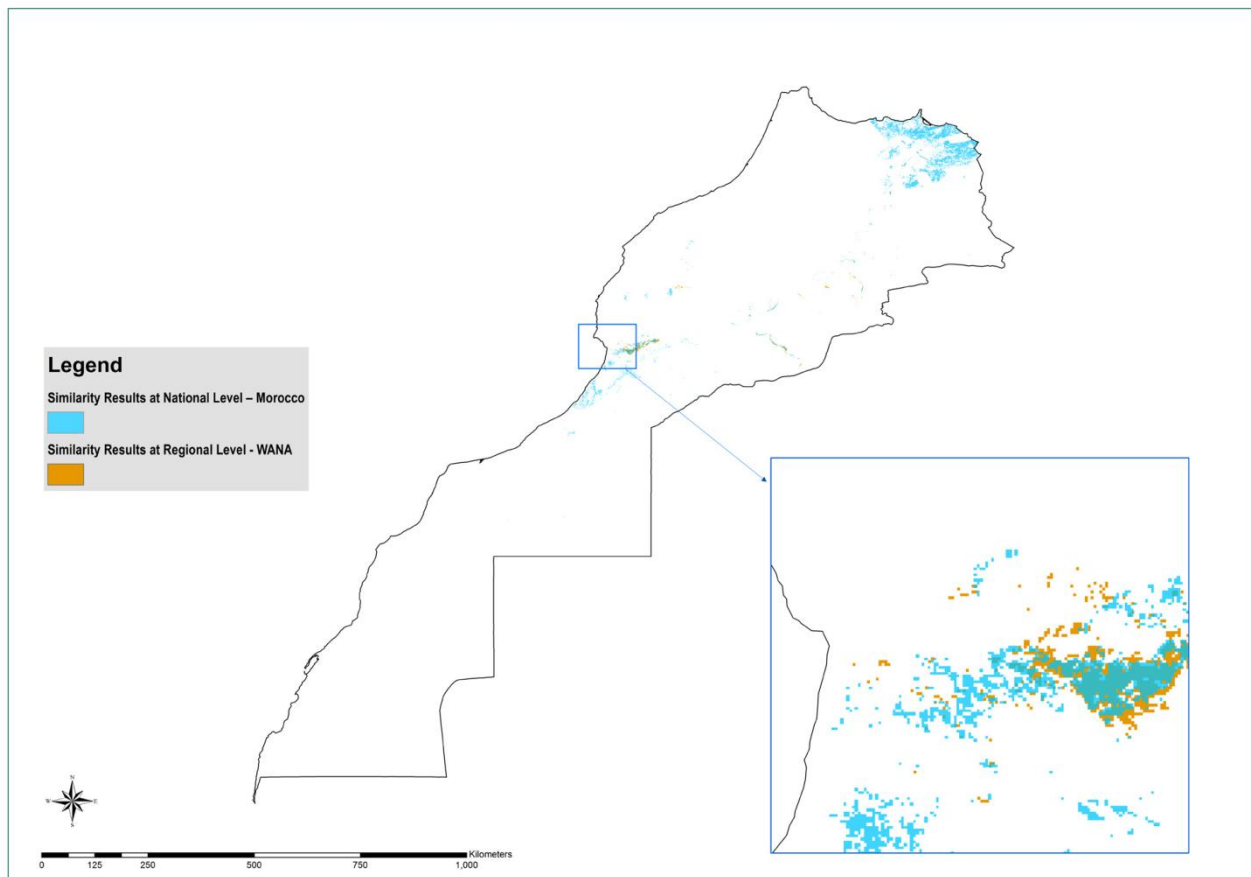 Legend
Similarity Results at National Level – Morocco
Similarity Results at Regional Level - WANA
N
W E
S
Kilometers
0 125 250 500 750 1,000